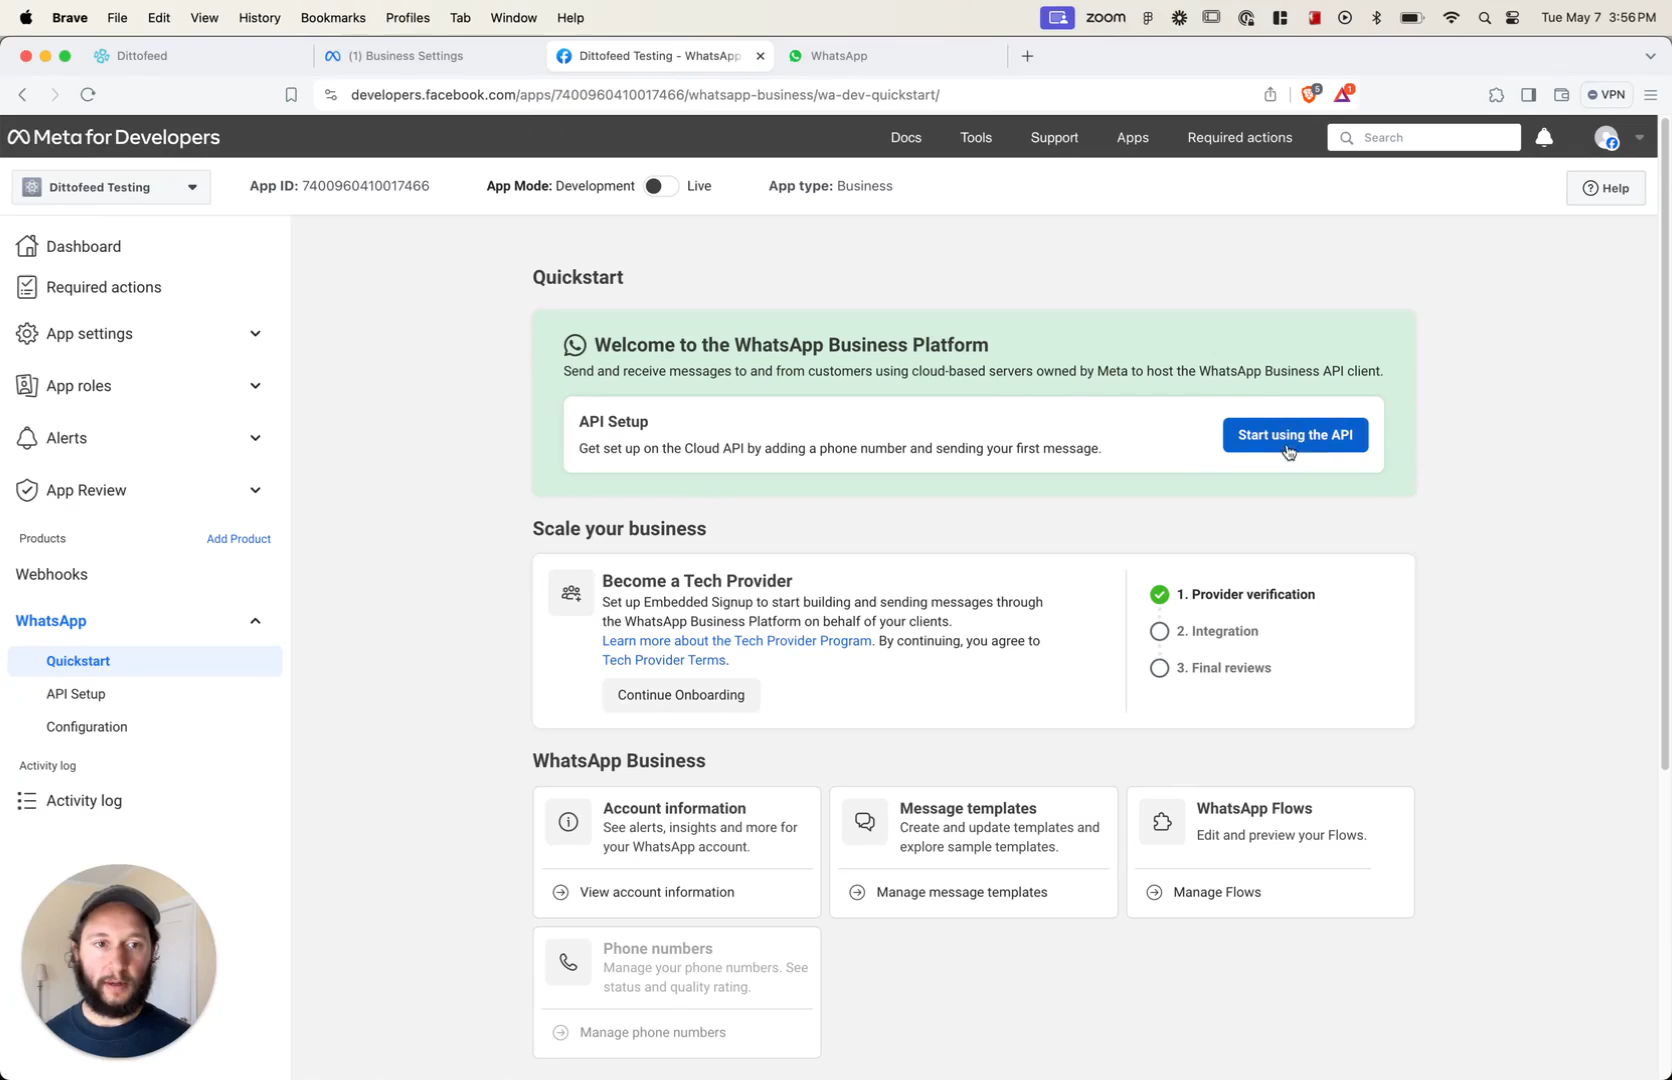 Brave File Edit View History Bookmarks Profiles Tab Window Help zoom Tue May 7 3:56 PM
Dittofeed (1) Business Settings Dittofeed Testing - WhatsApp WhatsApp
developers.facebook.com/apps/7400960410017466/whatsapp-business/wa-dev-quickstart/ 5 1 VPN
Meta for Developers Docs Tools Support Apps Required actions Search
Dittofeed Testing App ID: 7400960410017466 App Mode: Development Live App type: Business Help
Dashboard
Required actions
App settings
App roles
Alerts
App Review
Products Add Product
Webhooks
WhatsApp
Quickstart
API Setup
Configuration
Activity log
Activity log
Quickstart
Welcome to the WhatsApp Business Platform
Send and receive messages to and from customers using cloud-based servers owned by Meta to host the WhatsApp Business API client.
API Setup
Get set up on the Cloud API by adding a phone number and sending your first message.
Start using the API
Scale your business
Become a Tech Provider
Set up Embedded Signup to start building and sending messages through
the WhatsApp Business Platform on behalf of your clients.
Learn more about the Tech Provider Program. By continuing, you agree to
Tech Provider Terms.
Continue Onboarding
1. Provider verification
2. Integration
3. Final reviews
WhatsApp Business
Account information
See alerts, insights and more for
your WhatsApp account.
View account information
Message templates
Create and update templates and
explore sample templates.
Manage message templates
WhatsApp Flows
Edit and preview your Flows.
Manage Flows
Phone numbers
Manage your phone numbers. See
status and quality rating.
Manage phone numbers